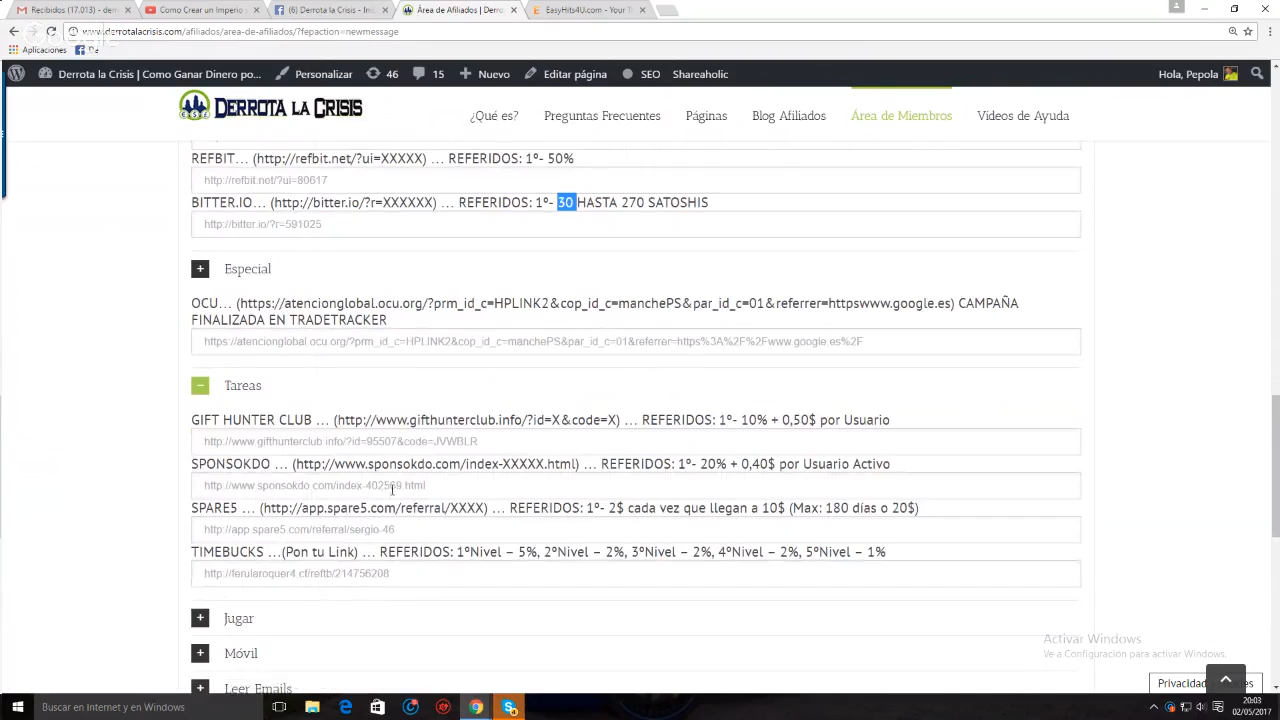 Recibidos (17.013) - dem
Como Crear un Imperio
(6) Derrota la Crisis - Inic
Área de Afiliados | Derro
EasyHits4U.com - Your T
www.derrotalacrisis.com/afiliados/area-de-afiliados/?fepaction=newmessage
Aplicaciones
Derrota la Crisis | Como Ganar Dinero po...
Personalizar
46
15
Nuevo
Editar página
SEO
Shareaholic
Hola, Pepola
DERROTA LA CRISIS
¿Qué es?
Preguntas Frecuentes
Páginas
Blog Afiliados
Área de Miembros
Videos de Ayuda
REFBIT... (http://refbit.net/?ui=XXXXX) ... REFERIDOS: 1º- 50%
http://refbit.net/?ui=80617
BITTER.IO... (http://bitter.io/?r=XXXXXX) ... REFERIDOS: 1º- 30 HASTA 270 SATOSHIS
http://bitter.io/?r=591025
Especial
OCU... (https://atencionglobal.ocu.org/?prm_id_c=HPLINK2&cop_id_c=manchePS&par_id_c=01&referrer=httpswww.google.es) CAMPAÑA
FINALIZADA EN TRADETRACKER
https://atencionglobal.ocu.org/?prm_id_c=HPLINK2&cop_id_c=manchePS&par_id_c=01&referrer=https%3A%2F%2Fwww.google.es%2F
Tareas
GIFT HUNTER CLUB ... (http://www.gifthunterclub.info/?id=X&code=X) ... REFERIDOS: 1º- 10% + 0,50$ por Usuario
http://www.gifthunterclub.info/?id=95507&code=JVWBLR
SPONSOKDO ... (http://www.sponsokdo.com/index-XXXXX.html) ... REFERIDOS: 1º- 20% + 0,40$ por Usuario Activo
SPARE5 ... (http://app.spare5.com/referral/XXXX) ... REFERIDOS: 1º- 2$ cada vez que llegan a 10$ (Max: 180 días o 20$)
http://app.spare5.com/referral/sergio-46
TIMEBUCKS ...(Pon tu Link) ... REFERIDOS: 1ºNivel – 5%, 2ºNivel – 2%, 3ºNivel – 2%, 4ºNivel – 2%, 5ºNivel – 1%
http://ferularoquer4.cf/reftb/214756208
Jugar
Móvil
Leer Emails
Activar Windows
Ve a Configuración para activar Windows.
Buscar en Internet y en Windows
20:03
02/05/2017